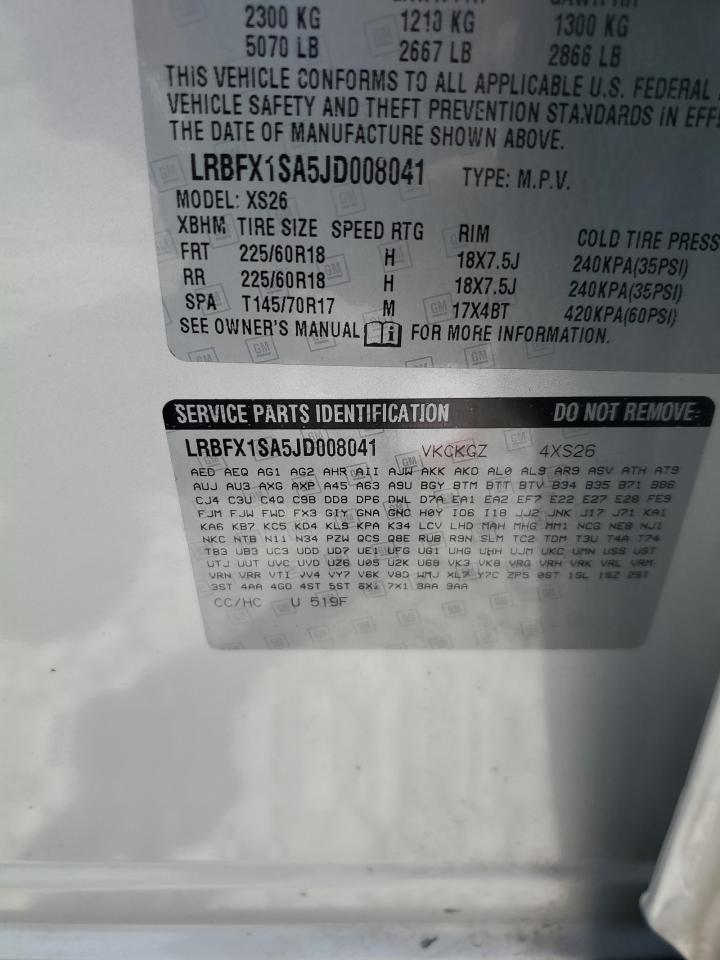 2300 KG 1210 KG 1300 KG
5070 LB 2667 LB 2866 LB
THIS VEHICLE CONFORMS TO ALL APPLICABLE U.S. FEDERAL
VEHICLE SAFETY AND THEFT PREVENTION STANDARDS IN EFF
THE DATE OF MANUFACTURE SHOWN ABOVE.
LRBFX1SA5JD008041 TYPE: M.P.V.
MODEL: XS26
XBHM TIRE SIZE SPEED RTG RIM COLD TIRE PRESS
FRT 225/60R18 H 18X7.5J 240KPA(35PSI)
RR 225/60R18 H 18X7.5J 240KPA(35PSI)
SPA T145/70R17 M 17X4BT 420KPA(60PSI)
SEE OWNER'S MANUAL FOR MORE INFORMATION.
SERVICE PARTS IDENTIFICATION DO NOT REMOVE
LRBFX1SA5JD008041 VKCKGZ 4XS26
AED AEQ AG1 AG2 AHR AII AJW AKK AKO AL0 AL9 AR9 ASV ATH AT9
AUJ AU3 AXG AXP A45 A63 A9U BGY BTM BTT BTV B34 B35 B71 B86
CJ4 C3U C4Q C9B DD8 DP6 DWL D7A EA1 EA2 EF7 E22 E27 E28 FE9
FJM FJW FWD FX3 GIY GNA GNC H0Y IO6 I18 JJ2 JNK J17 J71 KA1
KA6 KB7 KC5 KD4 KL9 KPA K34 LCV LHD MAH MHG MM1 NCG NE8 NJ1
NKC NTB N11 N34 PZW QCS Q8E RUB R9N SLM TC2 TDM T3U T4A T74
TB3 UB3 UC3 UDD UD7 UE1 UFG UG1 UHG UHH UJM UKC UMN USS UST
UTJ UUT UVC UVD UZ6 U05 U2K U68 VK3 VK8 VRG VRH VRK VRL VRM
VRN VRR VTI VV4 VY7 V6K V8D WMJ XL7 Y7C ZPS 0ST 1SL 1SZ 2ST
3ST 4AA 4G0 4ST 5ST 6X1 7X1 8AA 9AA
CC/HC U 519F